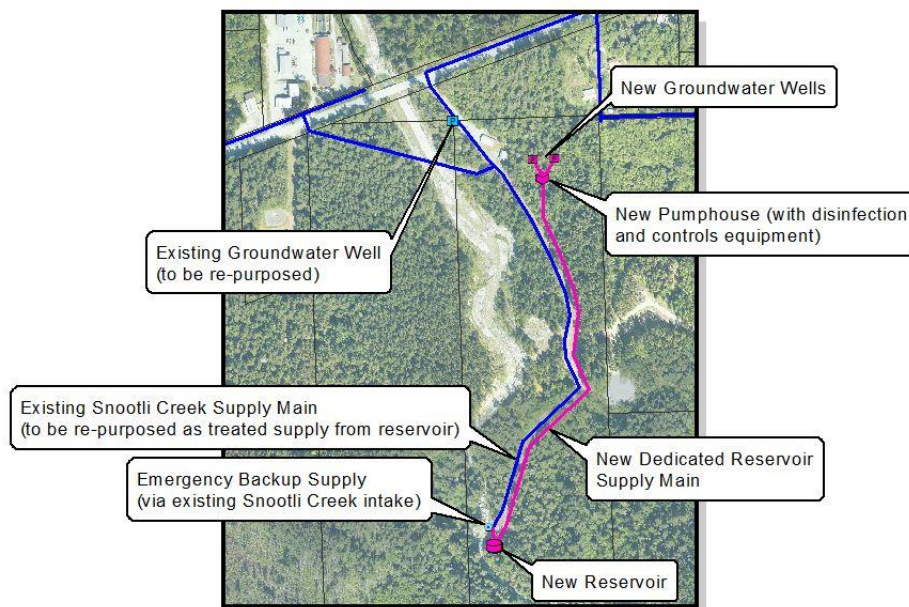 New Groundwater Wells
New Pumphouse (with disinfection
and controls equipment)
Existing Groundwater Well
(to be re-purposed)
Existing Snootli Creek Supply Main
(to be re-purposed as treated supply from reservoir)
Emergency Backup Supply
(via existing Snootli Creek intake)
New Dedicated Reservoir
Supply Main
New Reservoir
P